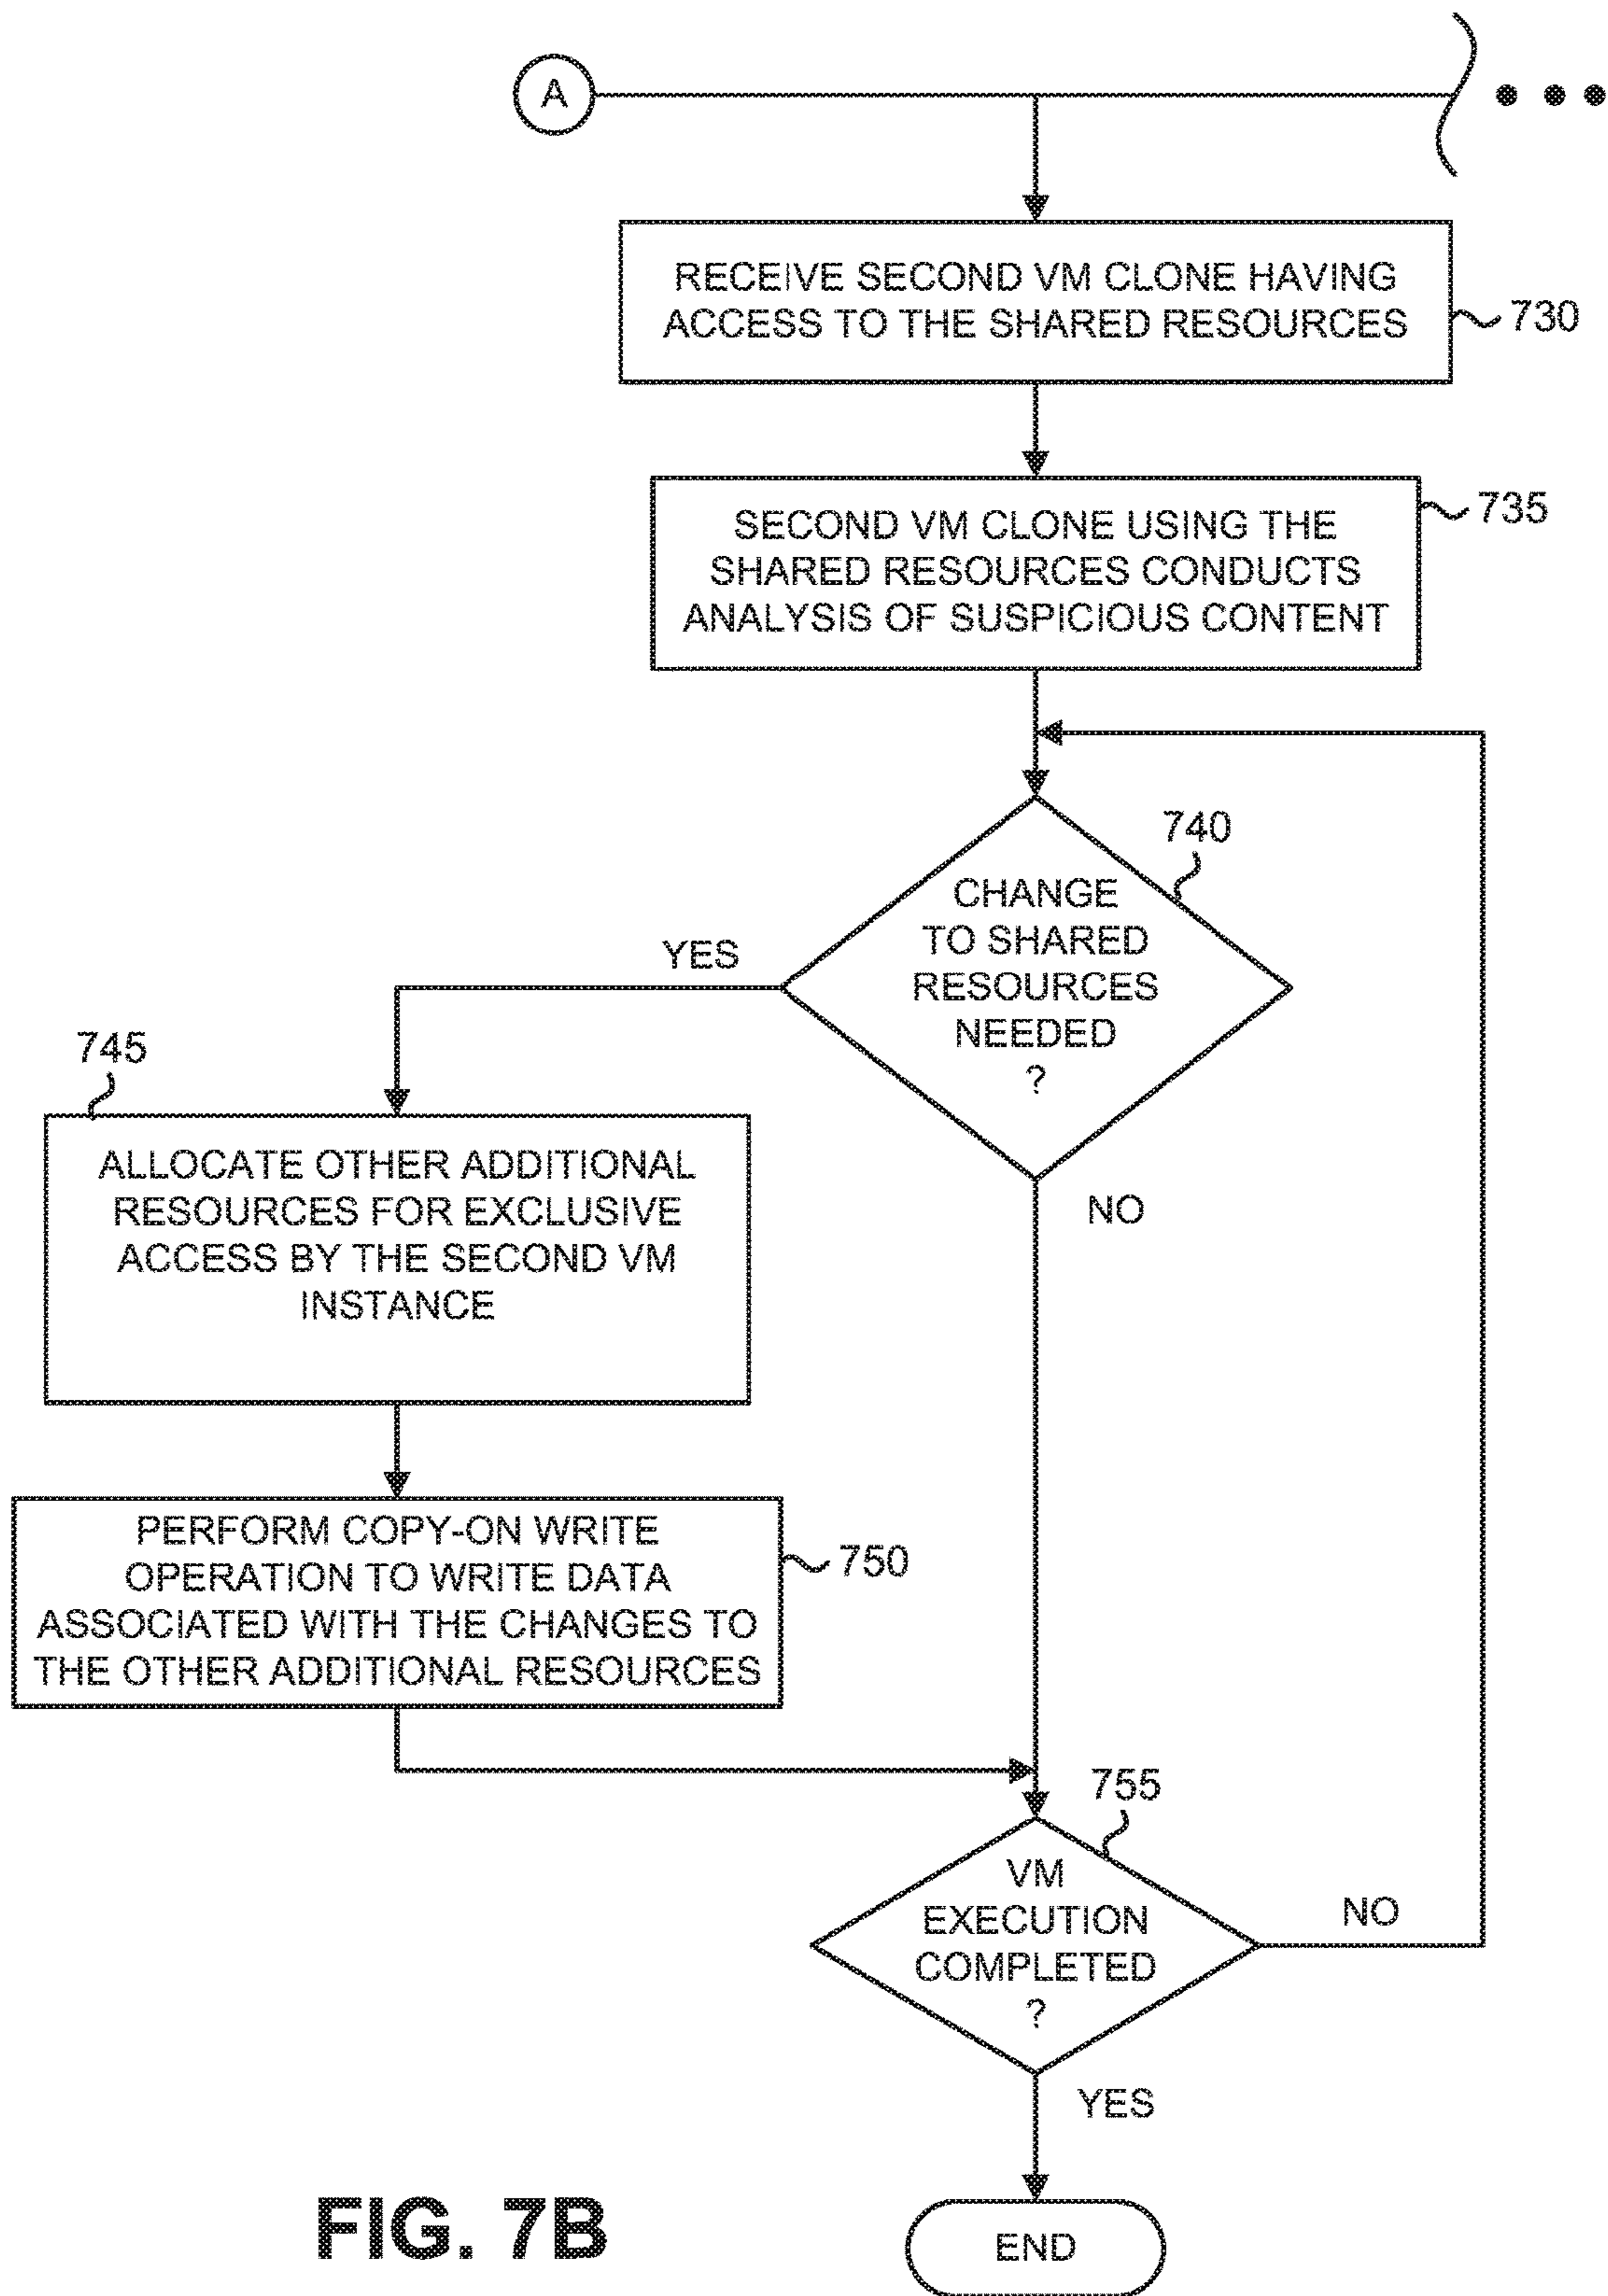 A
RECEIVE SECOND VM CLONE HAVING
ACCESS TO THE SHARED RESOURCES
730
SECOND VM CLONE USING THE
SHARED RESOURCES CONDUCTS
ANALYSIS OF SUSPICIOUS CONTENT
735
CHANGE
TO SHARED
RESOURCES
NEEDED
?
740
YES
NO
745
ALLOCATE OTHER ADDITIONAL
RESOURCES FOR EXCLUSIVE
ACCESS BY THE SECOND VM
INSTANCE
PERFORM COPY-ON WRITE
OPERATION TO WRITE DATA
ASSOCIATED WITH THE CHANGES TO
THE OTHER ADDITIONAL RESOURCES
750
755
VM
EXECUTION
COMPLETED
?
NO
YES
END
FIG. 7B